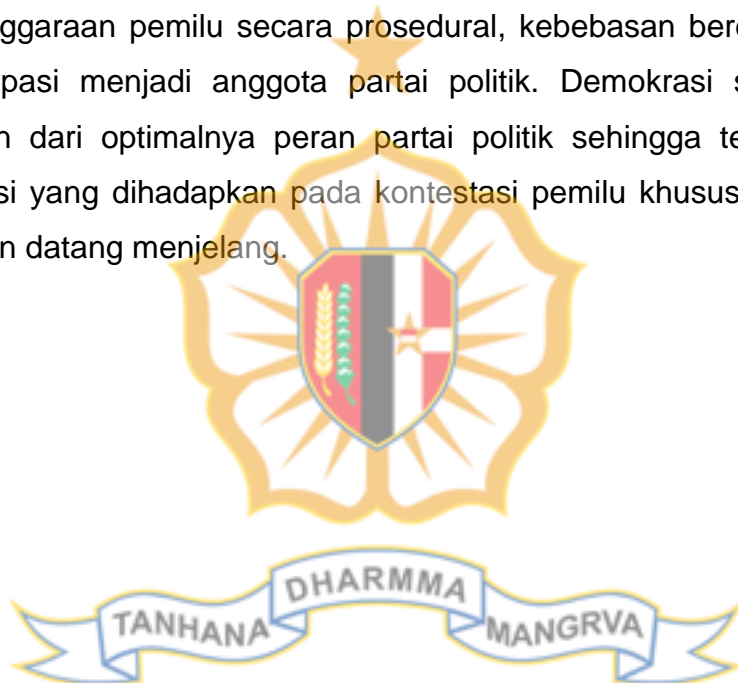 ggaraan pemilu secara prosedural, kebebasan ber
pasi menjadi anggota partai politik. Demokrasi s
n dari optimalnya peran partai politik sehingga te
si yang dihadapkan pada kontestasi pemilu khusus
n datang menjelang.
TANHANA DHARMMA MANGRVA